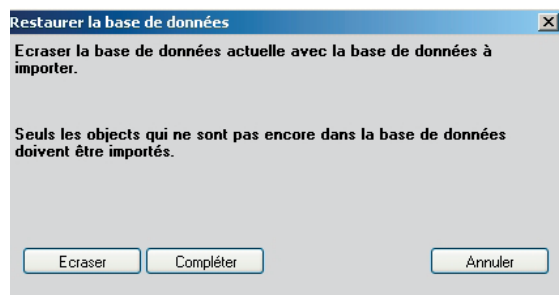 Restaurer la base de données
Ecraser la base de données actuelle avec la base de données à
importer.
Seuls les objects qui ne sont pas encore dans la base de données
doivent être importés.
Ecraser Compléter Annuler